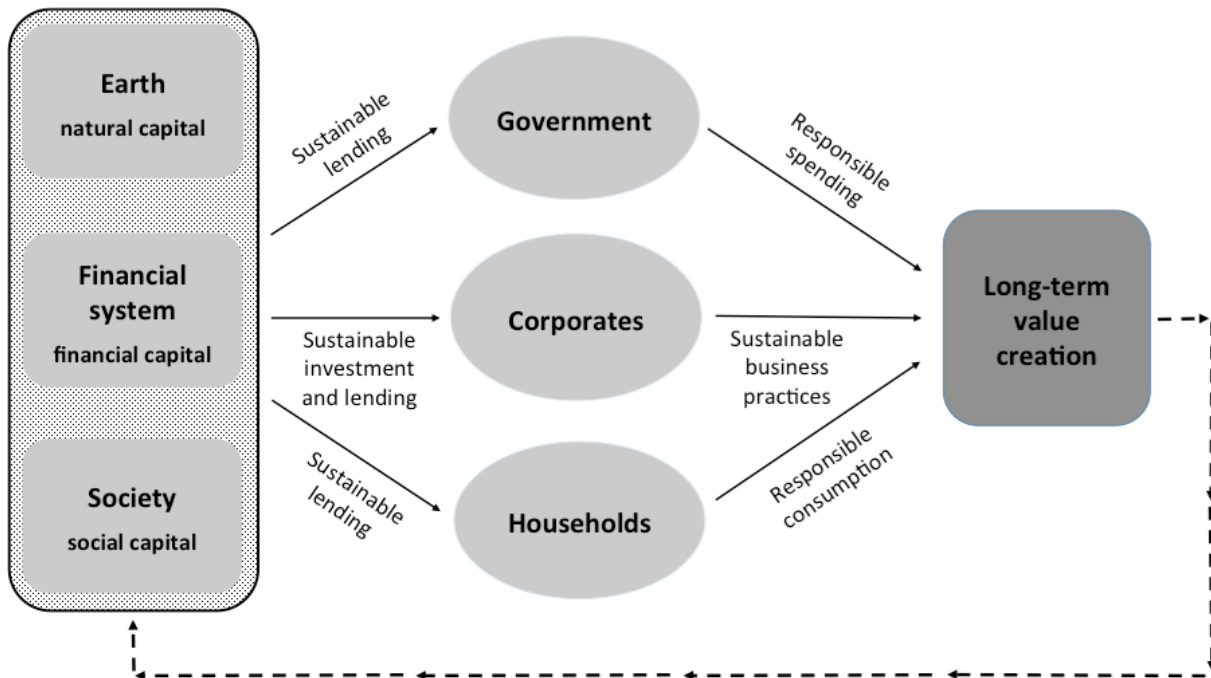 Earth
natural capital
Financial
system
financial capital
Society
social capital
Sustainable
lending
Sustainable
investment
and lending
Sustainable
lending
Government
Corporates
Households
Responsible
spending
Sustainable
business
practices
Responsible
consumption
Long-term
value
creation